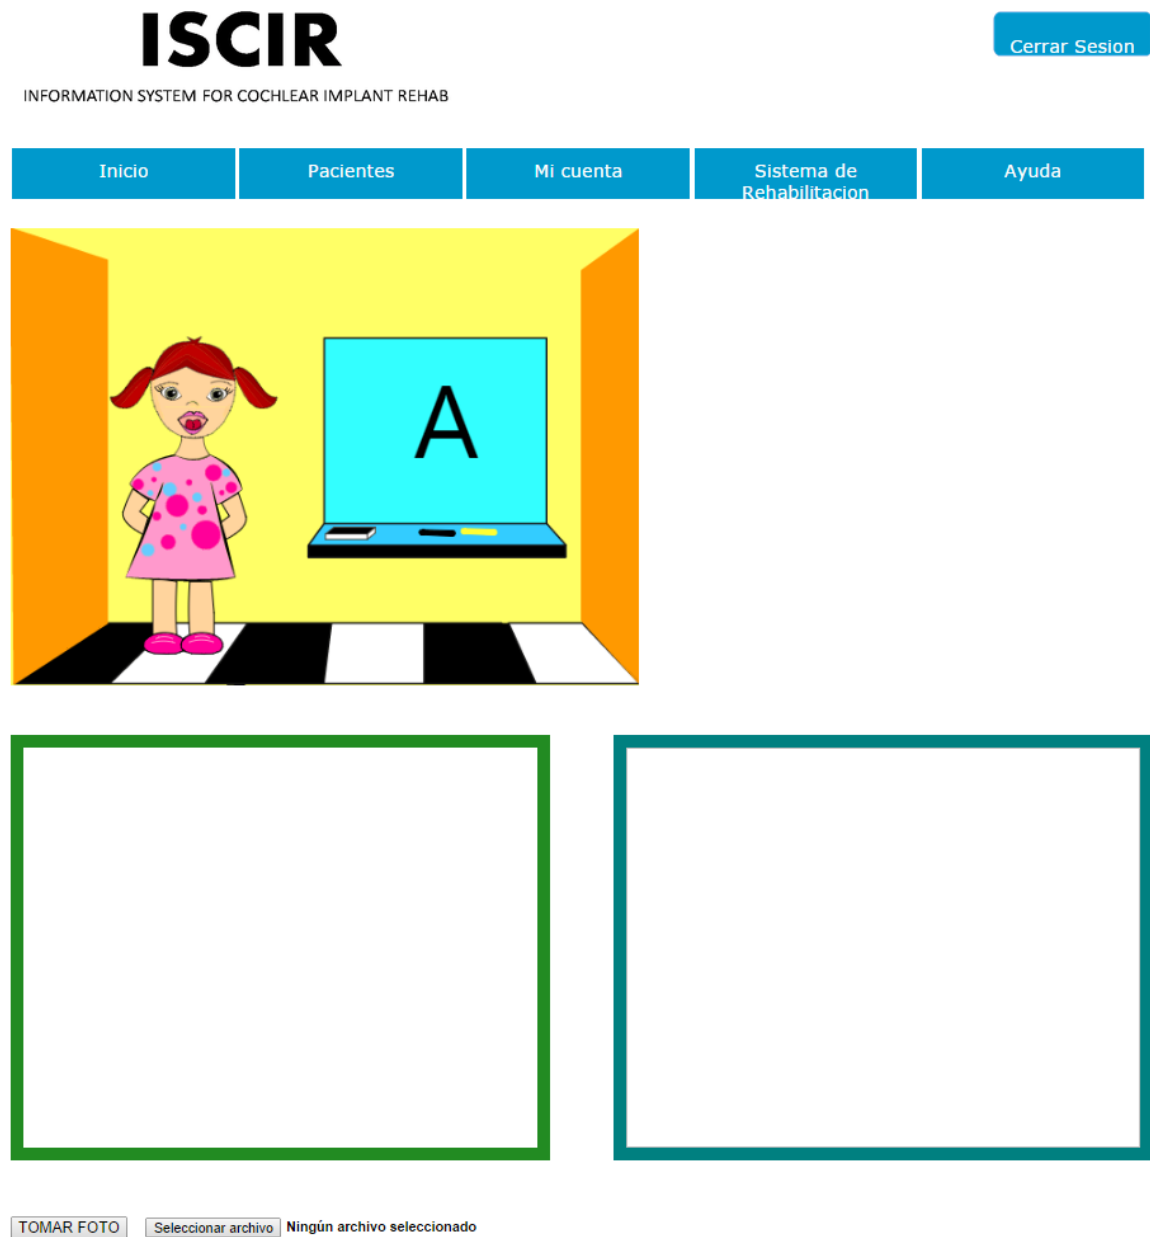 ISCIR
Cerrar Sesion
INFORMATION SYSTEM FOR COCHLEAR IMPLANT REHAB
Inicio
Pacientes
Mi cuenta
Sistema de
Rehabilitacion
Ayuda
A
TOMAR FOTO
Seleccionar archivo
Ningún archivo seleccionado